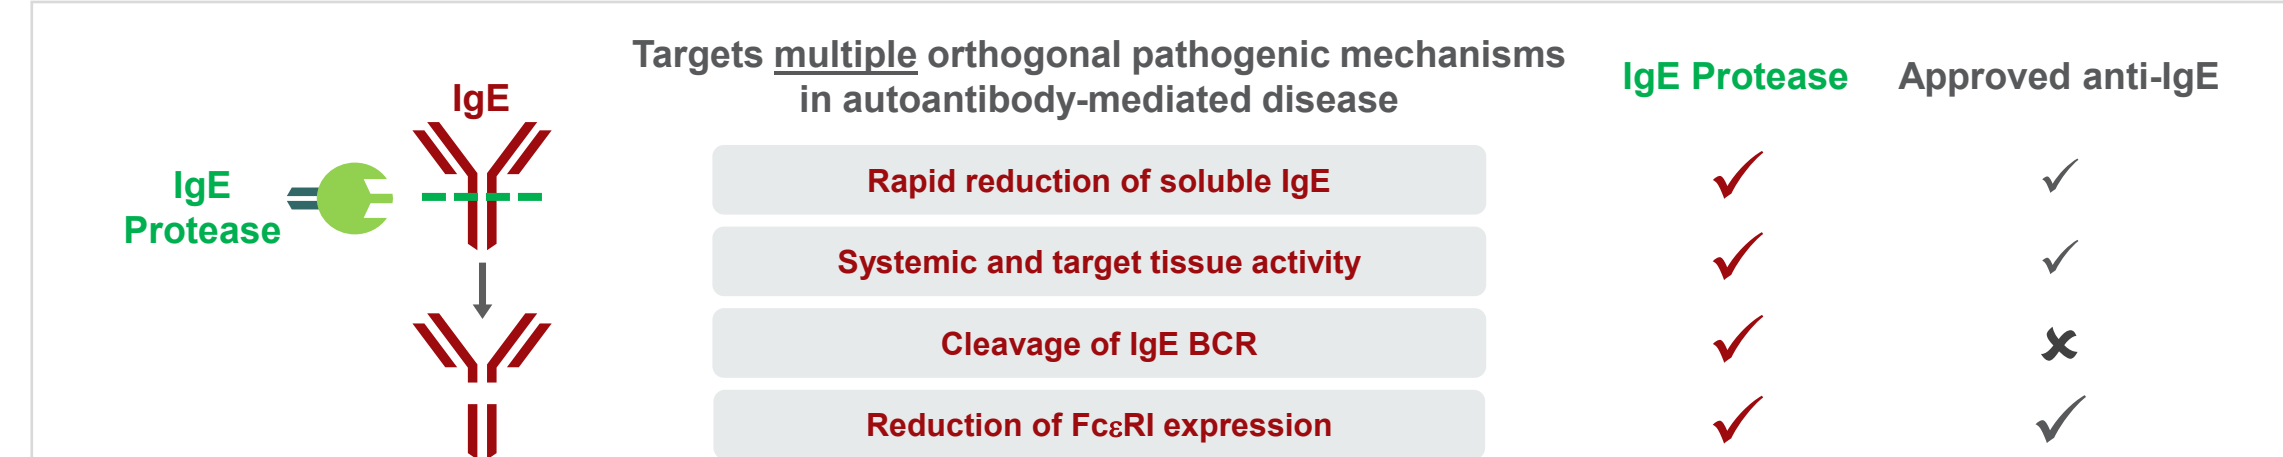 Targets multiple orthogonal pathogenic mechanisms
in autoantibody-mediated disease
IgE Protease
Approved anti-IgE
IgE
IgE
Protease
Rapid reduction of soluble IgE ✓ ✓
Systemic and target tissue activity ✓ ✓
Cleavage of IgE BCR ✓ ✘
Reduction of FcεRI expression ✓ ✓